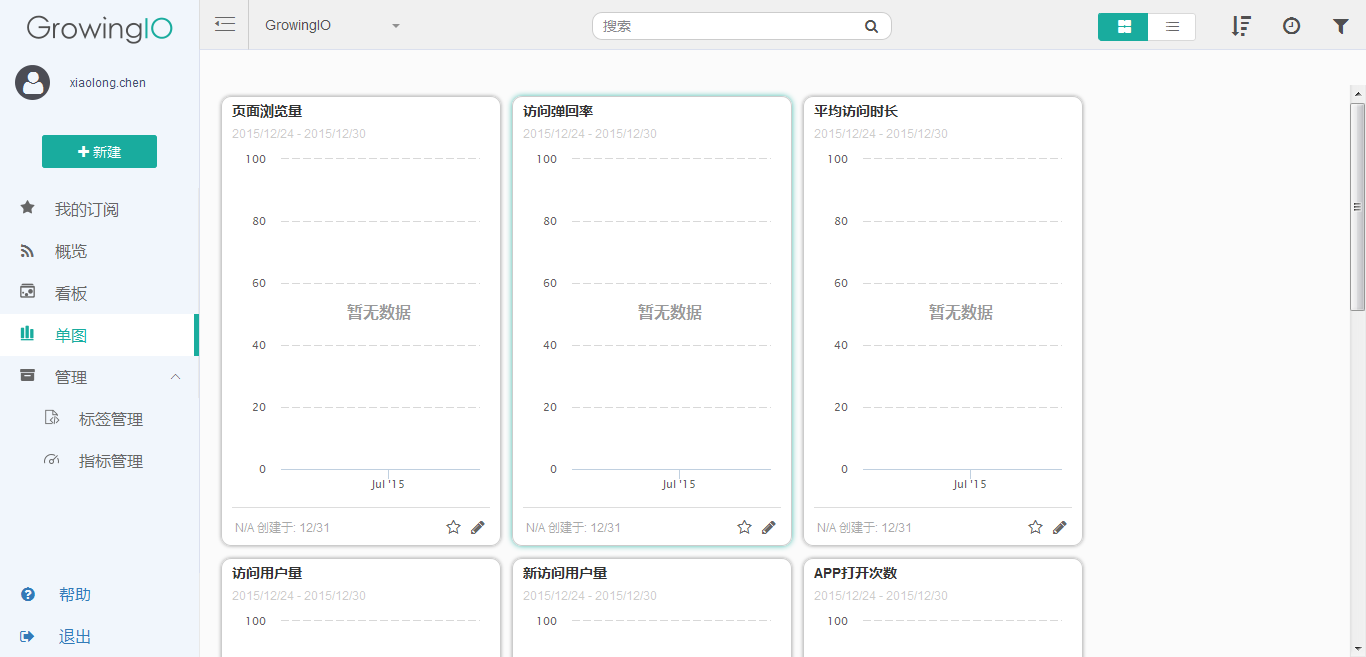 GrowingIO
xiaolong.chen
新建
我的订阅
概览
看板
单图
管理
标签管理
指标管理
帮助
退出
GrowingIO
搜索
页面浏览量
2015/12/24 - 2015/12/30
100
80
60
暂无数据
40
20
0
Jul '15
N/A 创建于: 12/31
访问弹回率
2015/12/24 - 2015/12/30
100
80
60
暂无数据
40
20
0
Jul '15
N/A 创建于: 12/31
平均访问时长
2015/12/24 - 2015/12/30
100
80
60
暂无数据
40
20
0
Jul '15
N/A 创建于: 12/31
访问用户量
2015/12/24 - 2015/12/30
100
新访问用户量
2015/12/24 - 2015/12/30
100
APP打开次数
2015/12/24 - 2015/12/30
100